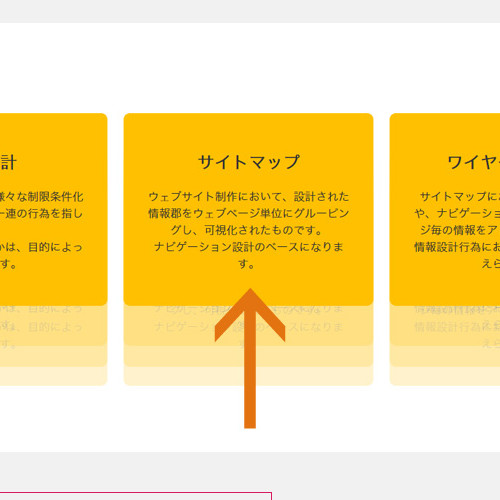 計
様々な制限条件化
一連の行為を指し
かは、目的によっ
す。
サイトマップ
ウェブサイト制作において、設計された
情報郡をウェブページ単位にグルーピン
グし、可視化されたものです。
ナビゲーション設計のベースになりま
す。
ワイヤ
サイトマップに
や、ナビゲーショ
ジ毎の情報をア
情報設計行為にお
えら